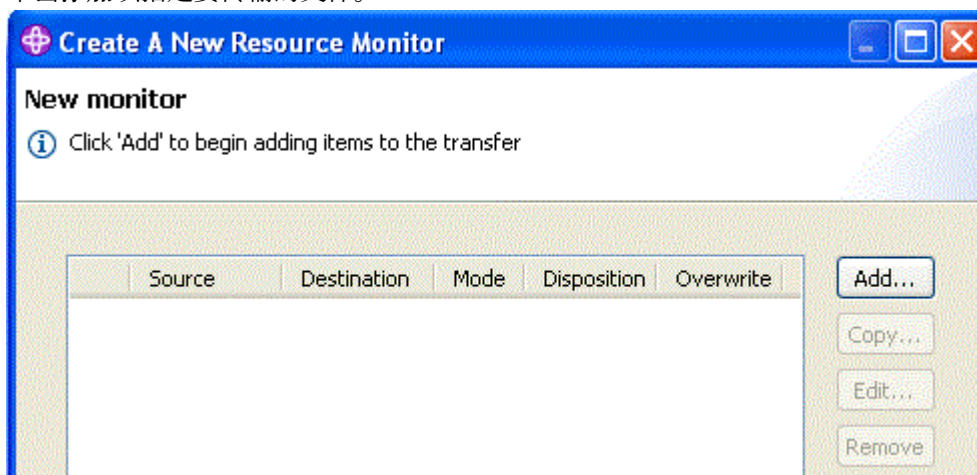 Create A New Resource Monitor
New monitor
Click 'Add' to begin adding items to the transfer
Source Destination Mode Disposition Overwrite
Add...
Copy...
Edit...
Remove